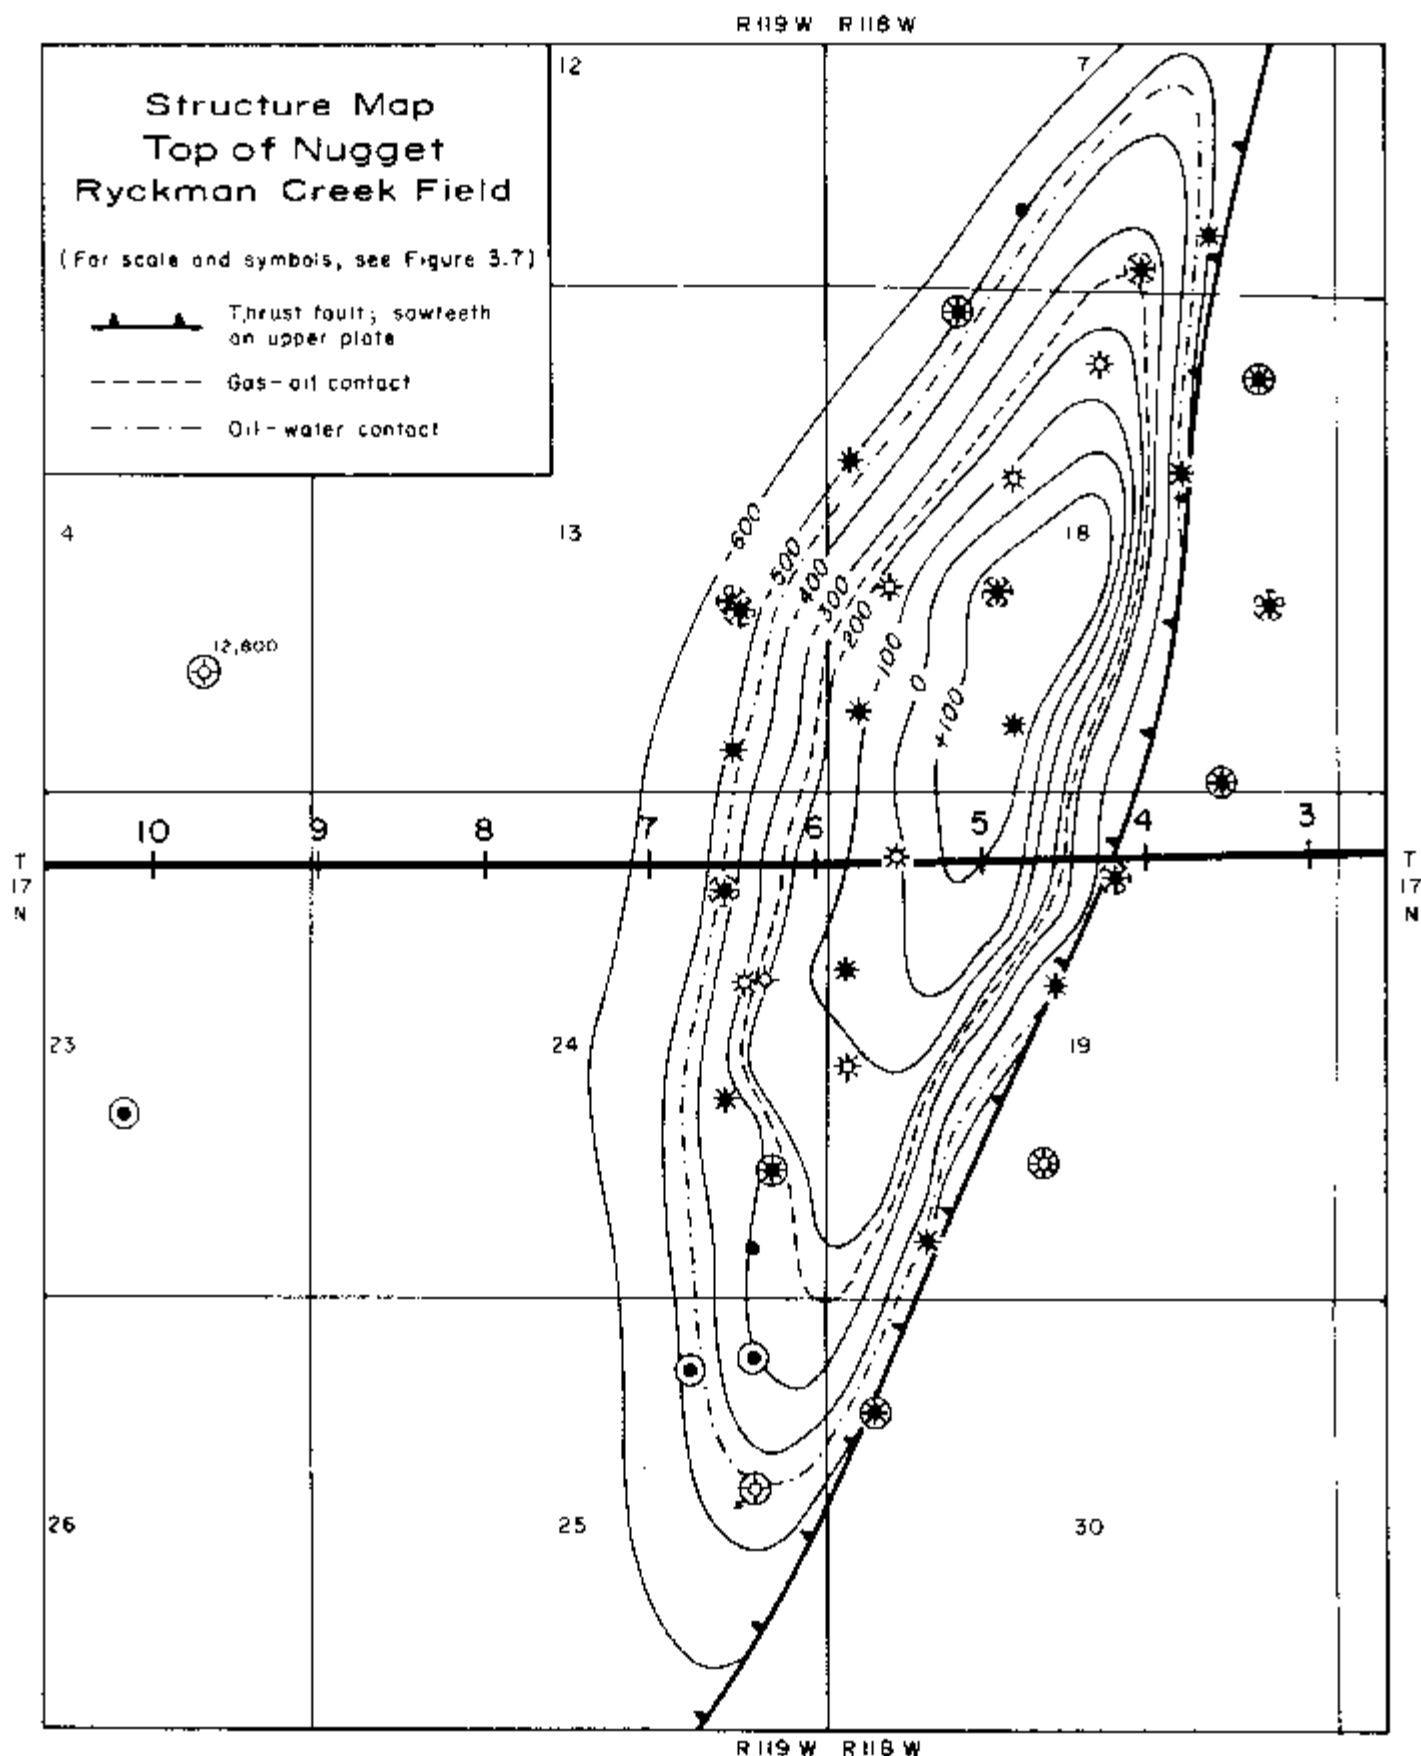 R119W R118W
12
7
Structure Map
Top of Nugget
Ryckman Creek Field
(For scale and symbols, see Figure 3.7)
Thrust fault; sawteeth
on upper plate
Gas-oil contact
Oil-water contact
4
13
18
-600
-500
-400
-300
-200
-100
0
+100
12,800
10
9
8
7
6
5
4
3
T
17
N
T
17
N
23
24
19
26
25
30
R119W R118W